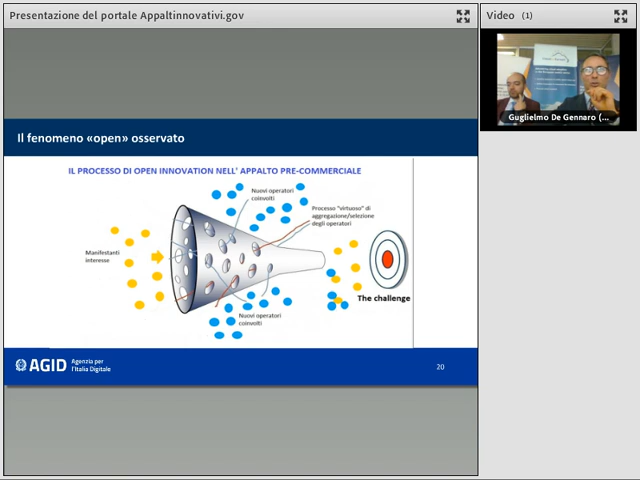 Presentazione del portale Appaltinnovativi.gov
Video (1)
Guglielmo De Gennaro (...
Il fenomeno «open» osservato
IL PROCESSO DI OPEN INNOVATION NELL' APPALTO PRE-COMMERCIALE
Nuovi operatori
coinvolti
Processo "virtuoso" di
aggregazione/selezione
degli operatori
Manifestanti
interesse
The challenge
Nuovi operatori
coinvolti
AGID
Agenzia per
l'Italia Digitale
20